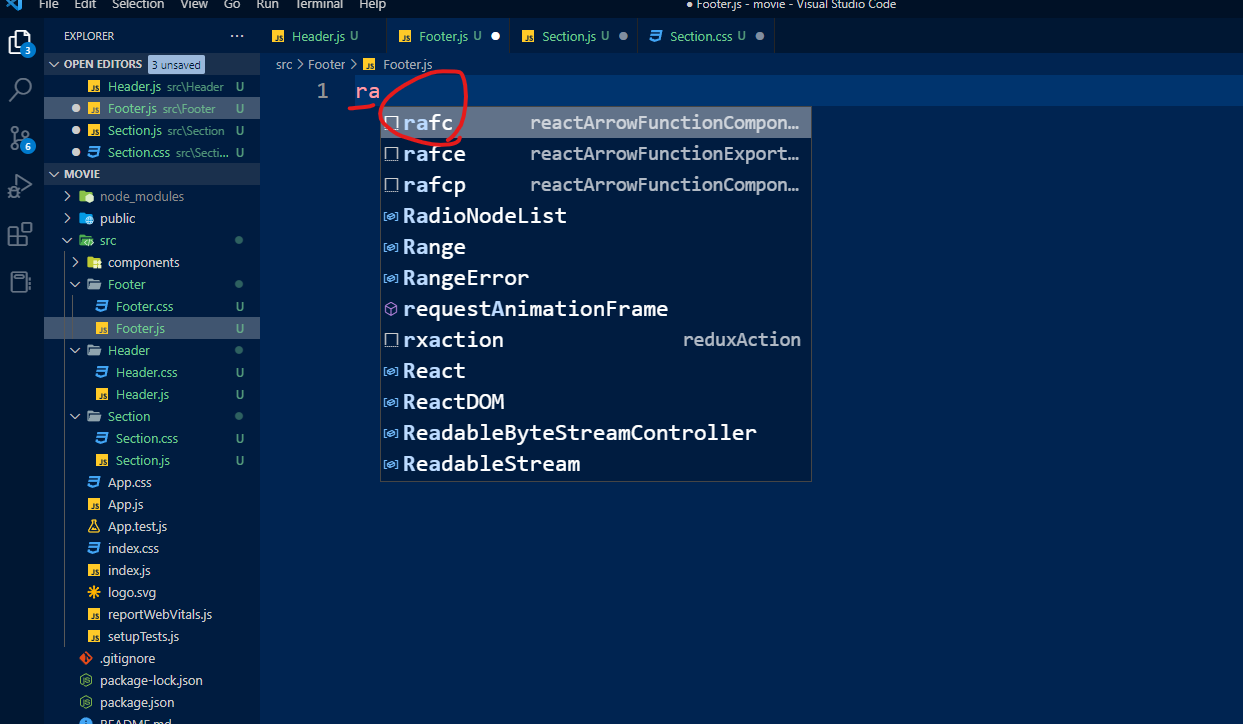 File Edit Selection View Go Run Terminal Help
● Footer.js - movie - Visual Studio Code
EXPLORER ···
Header.js U
Footer.js U ●
Section.js U ●
Section.css U ●
OPEN EDITORS 3 unsaved
Header.js src\Header U
● Footer.js src\Footer U
● Section.js src\Section U
● Section.css src\Secti... U
MOVIE
node_modules
public
src
components
Footer
Footer.css U
Footer.js U
Header
Header.css U
Header.js U
Section
Section.css U
Section.js U
App.css
App.js
App.test.js
index.css
index.js
logo.svg
reportWebVitals.js
setupTests.js
.gitignore
package-lock.json
package.json
README.md
3
6
src > Footer > JS Footer.js
1 ra
rafc reactArrowFunctionCompon…
rafce reactArrowFunctionExport…
rafcp reactArrowFunctionCompon…
RadioNodeList
Range
RangeError
requestAnimationFrame
rxaction reduxAction
React
ReactDOM
ReadableByteStreamController
ReadableStream